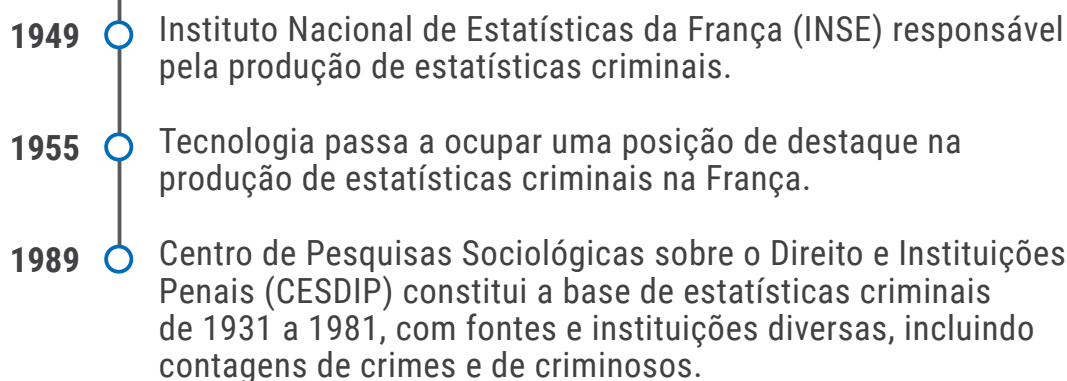 1949 Instituto Nacional de Estatísticas da França (INSE) responsável
pela produção de estatísticas criminais.
1955 Tecnologia passa a ocupar uma posição de destaque na
produção de estatísticas criminais na França.
1989 Centro de Pesquisas Sociológicas sobre o Direito e Instituições
Penais (CESDIP) constitui a base de estatísticas criminais
de 1931 a 1981, com fontes e instituições diversas, incluindo
contagens de crimes e de criminosos.